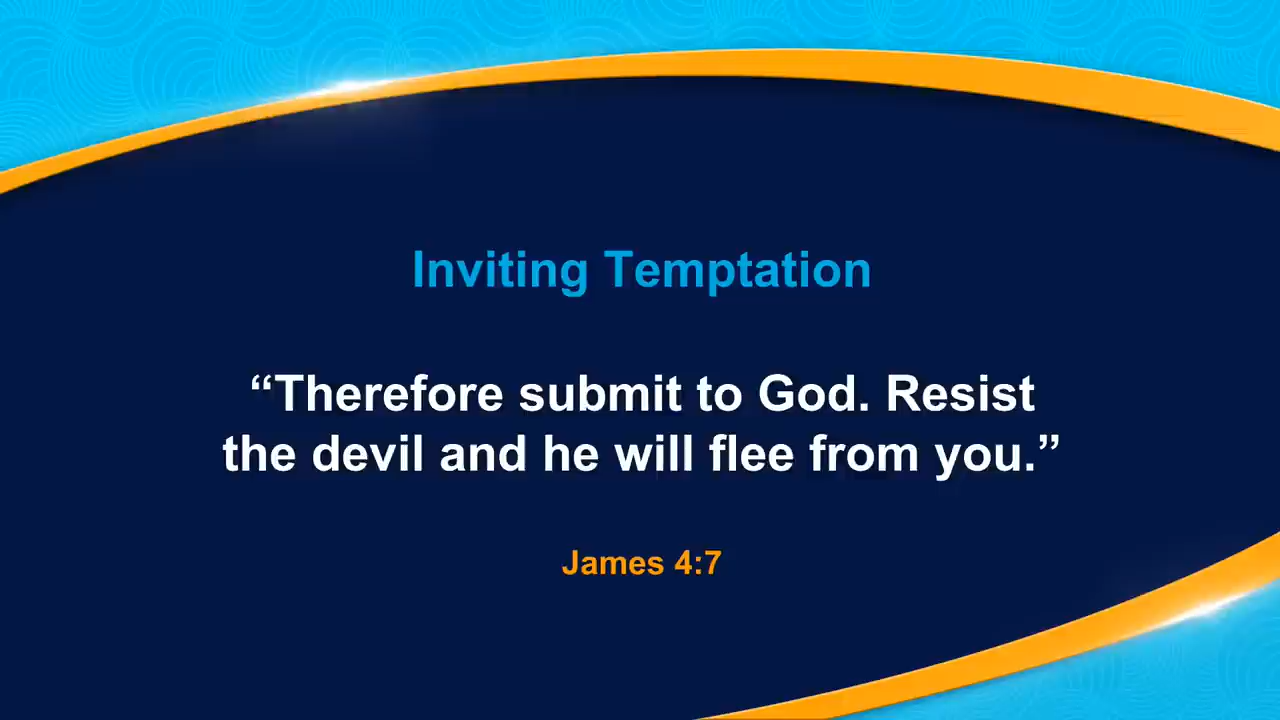 Inviting Temptation
“Therefore submit to God. Resist
the devil and he will flee from you.”
James 4:7